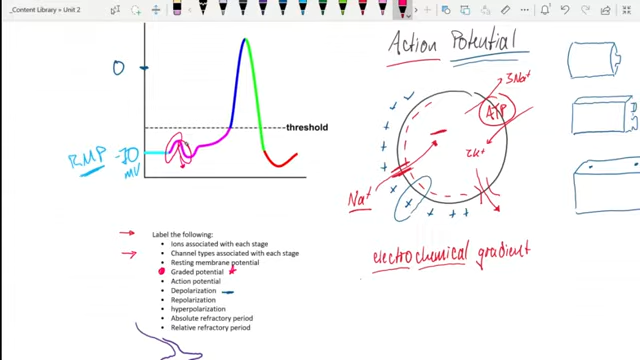 _Content Library » Unit 2
0
threshold
RMP -70
mV
Label the following:
Ions associated with each stage
Channel types associated with each stage
Resting membrane potential
Graded potential *
Action potential
Depolarization
Repolarization
hyperpolarization
Absolute refractory period
Relative refractory period
Action Potential
3Na+
ATP
2K+
Na+
electrochemical gradient